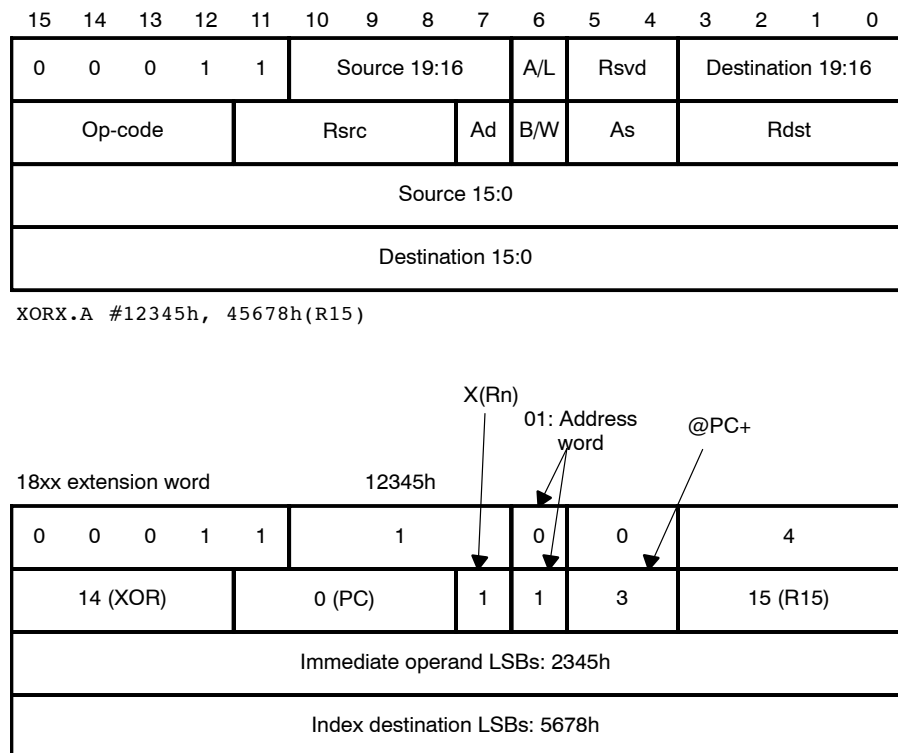 15 14 13 12 11 10 9 8 7 6 5 4 3 2 1 0
0 0 0 1 1 Source 19:16 A/L Rsvd Destination 19:16
Op-code Rsrc Ad B/W As Rdst
Source 15:0
Destination 15:0
XORX.A #12345h, 45678h(R15)
X(Rn)
01: Address
word
@PC+
18xx extension word 12345h
0 0 0 1 1 1 0 0 4
14 (XOR) 0 (PC) 1 1 3 15 (R15)
Immediate operand LSBs: 2345h
Index destination LSBs: 5678h